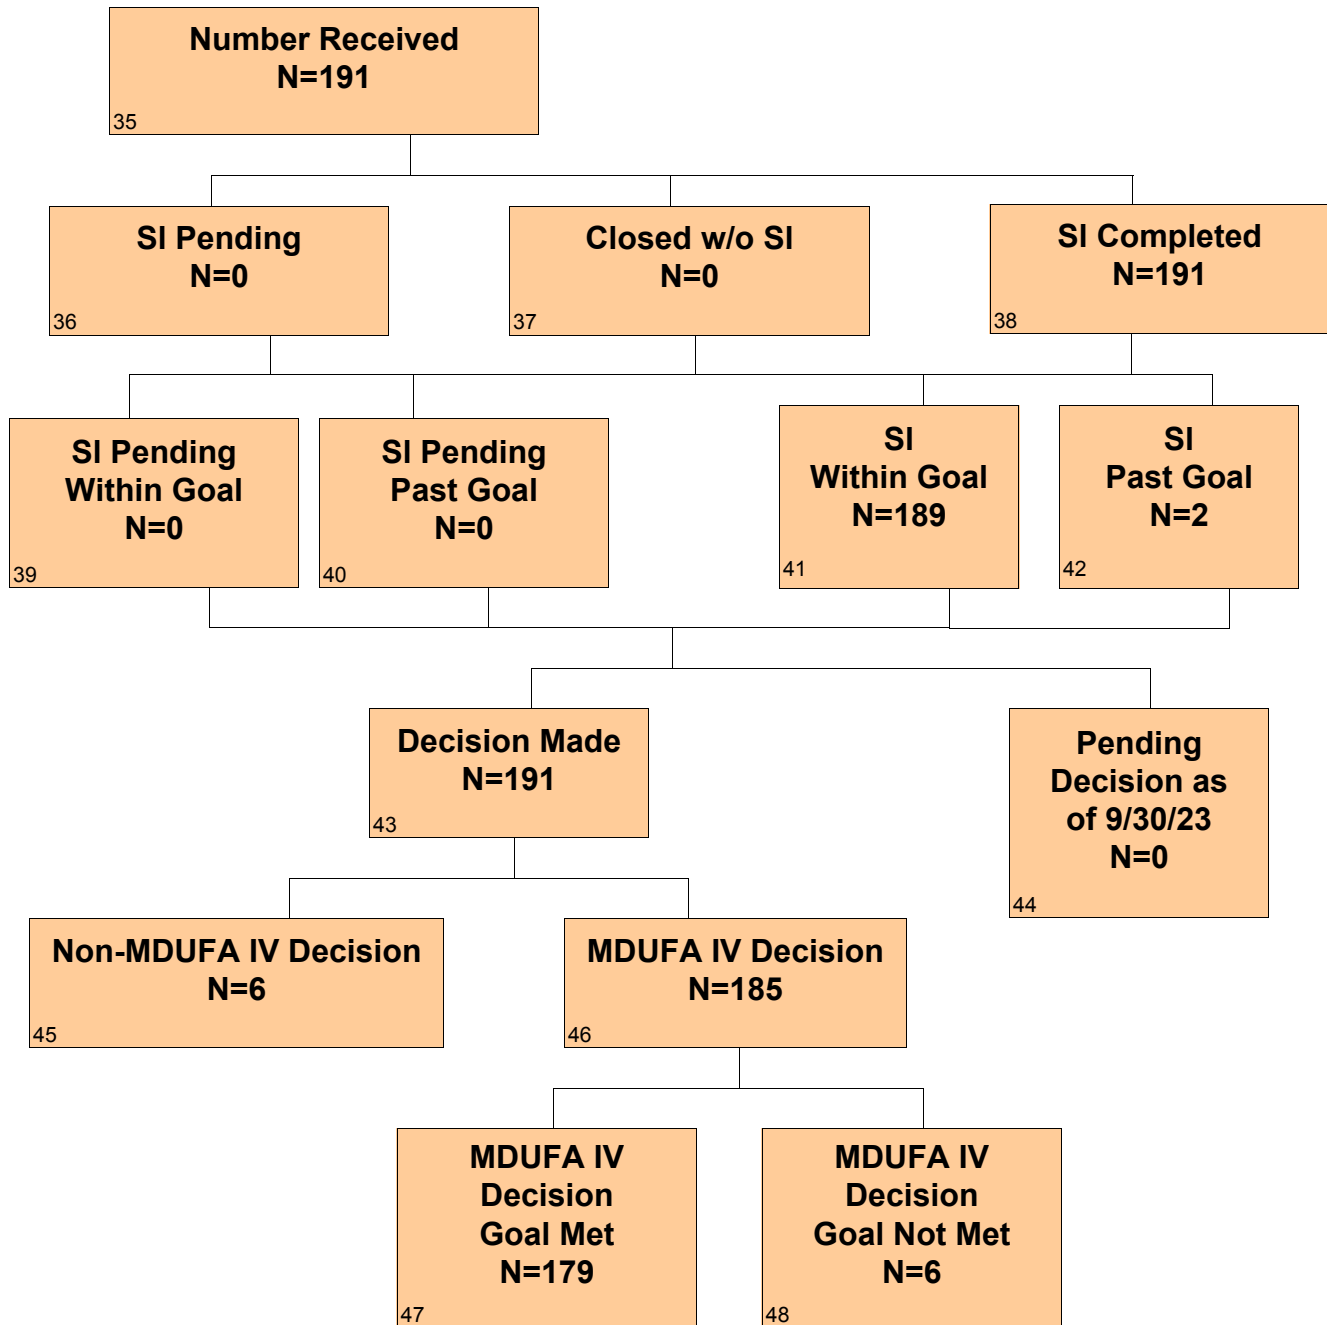 Number Received
N=191
35
SI Pending
N=0
36
Closed w/o SI
N=0
37
SI Completed
N=191
38
SI Pending
Within Goal
N=0
39
SI Pending
Past Goal
N=0
40
SI
Within Goal
N=189
41
SI
Past Goal
N=2
42
Decision Made
N=191
43
Pending
Decision as
of 9/30/23
N=0
44
Non-MDUFA IV Decision
N=6
45
MDUFA IV Decision
N=185
46
MDUFA IV
Decision
Goal Met
N=179
47
MDUFA IV
Decision
Goal Not Met
N=6
48